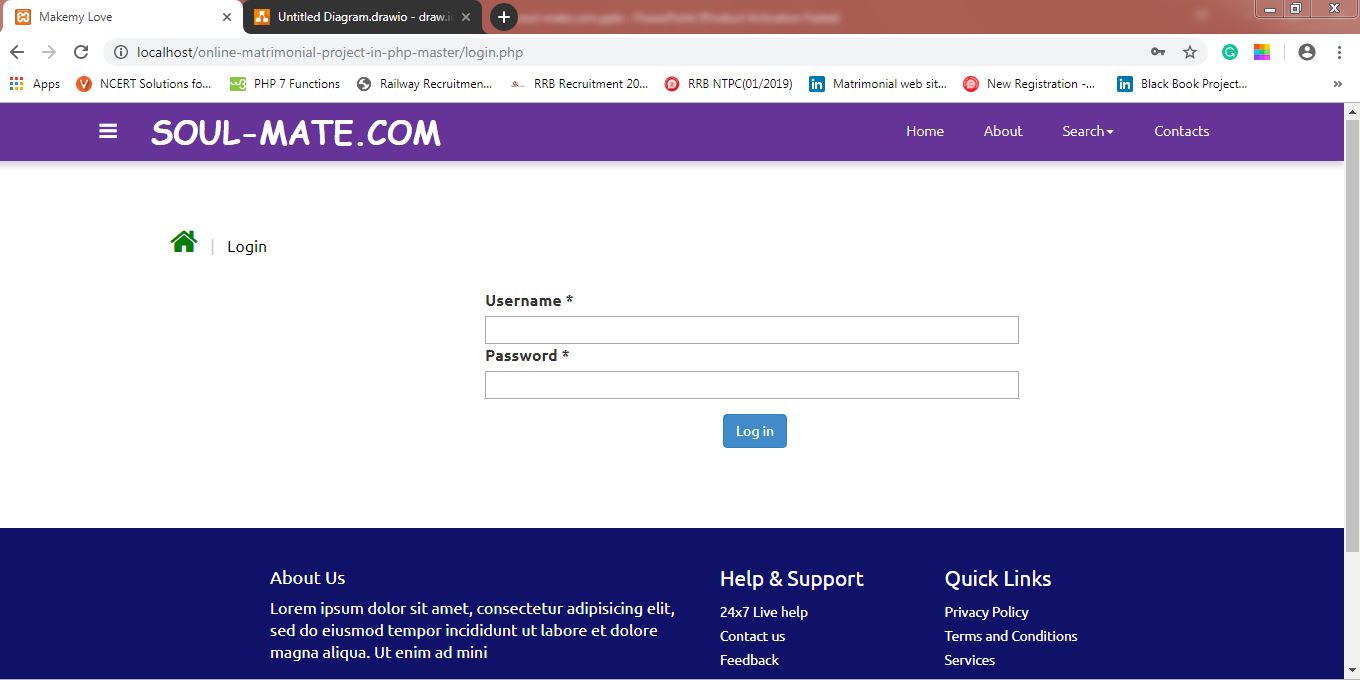 Makemy Love
Untitled Diagram.drawio - draw.i
localhost/online-matrimonial-project-in-php-master/login.php
Apps NCERT Solutions fo... PHP 7 Functions Railway Recruitmen... RRB Recruitment 20... RRB NTPC(01/2019) Matrimonial web sit... New Registration -... Black Book Project... »
SOUL-MATE.COM Home About Search Contacts
| Login
Username *
Password *
Log in
About Us
Lorem ipsum dolor sit amet, consectetur adipisicing elit,
sed do eiusmod tempor incididunt ut labore et dolore
magna aliqua. Ut enim ad mini
Help & Support
24x7 Live help
Contact us
Feedback
Quick Links
Privacy Policy
Terms and Conditions
Services